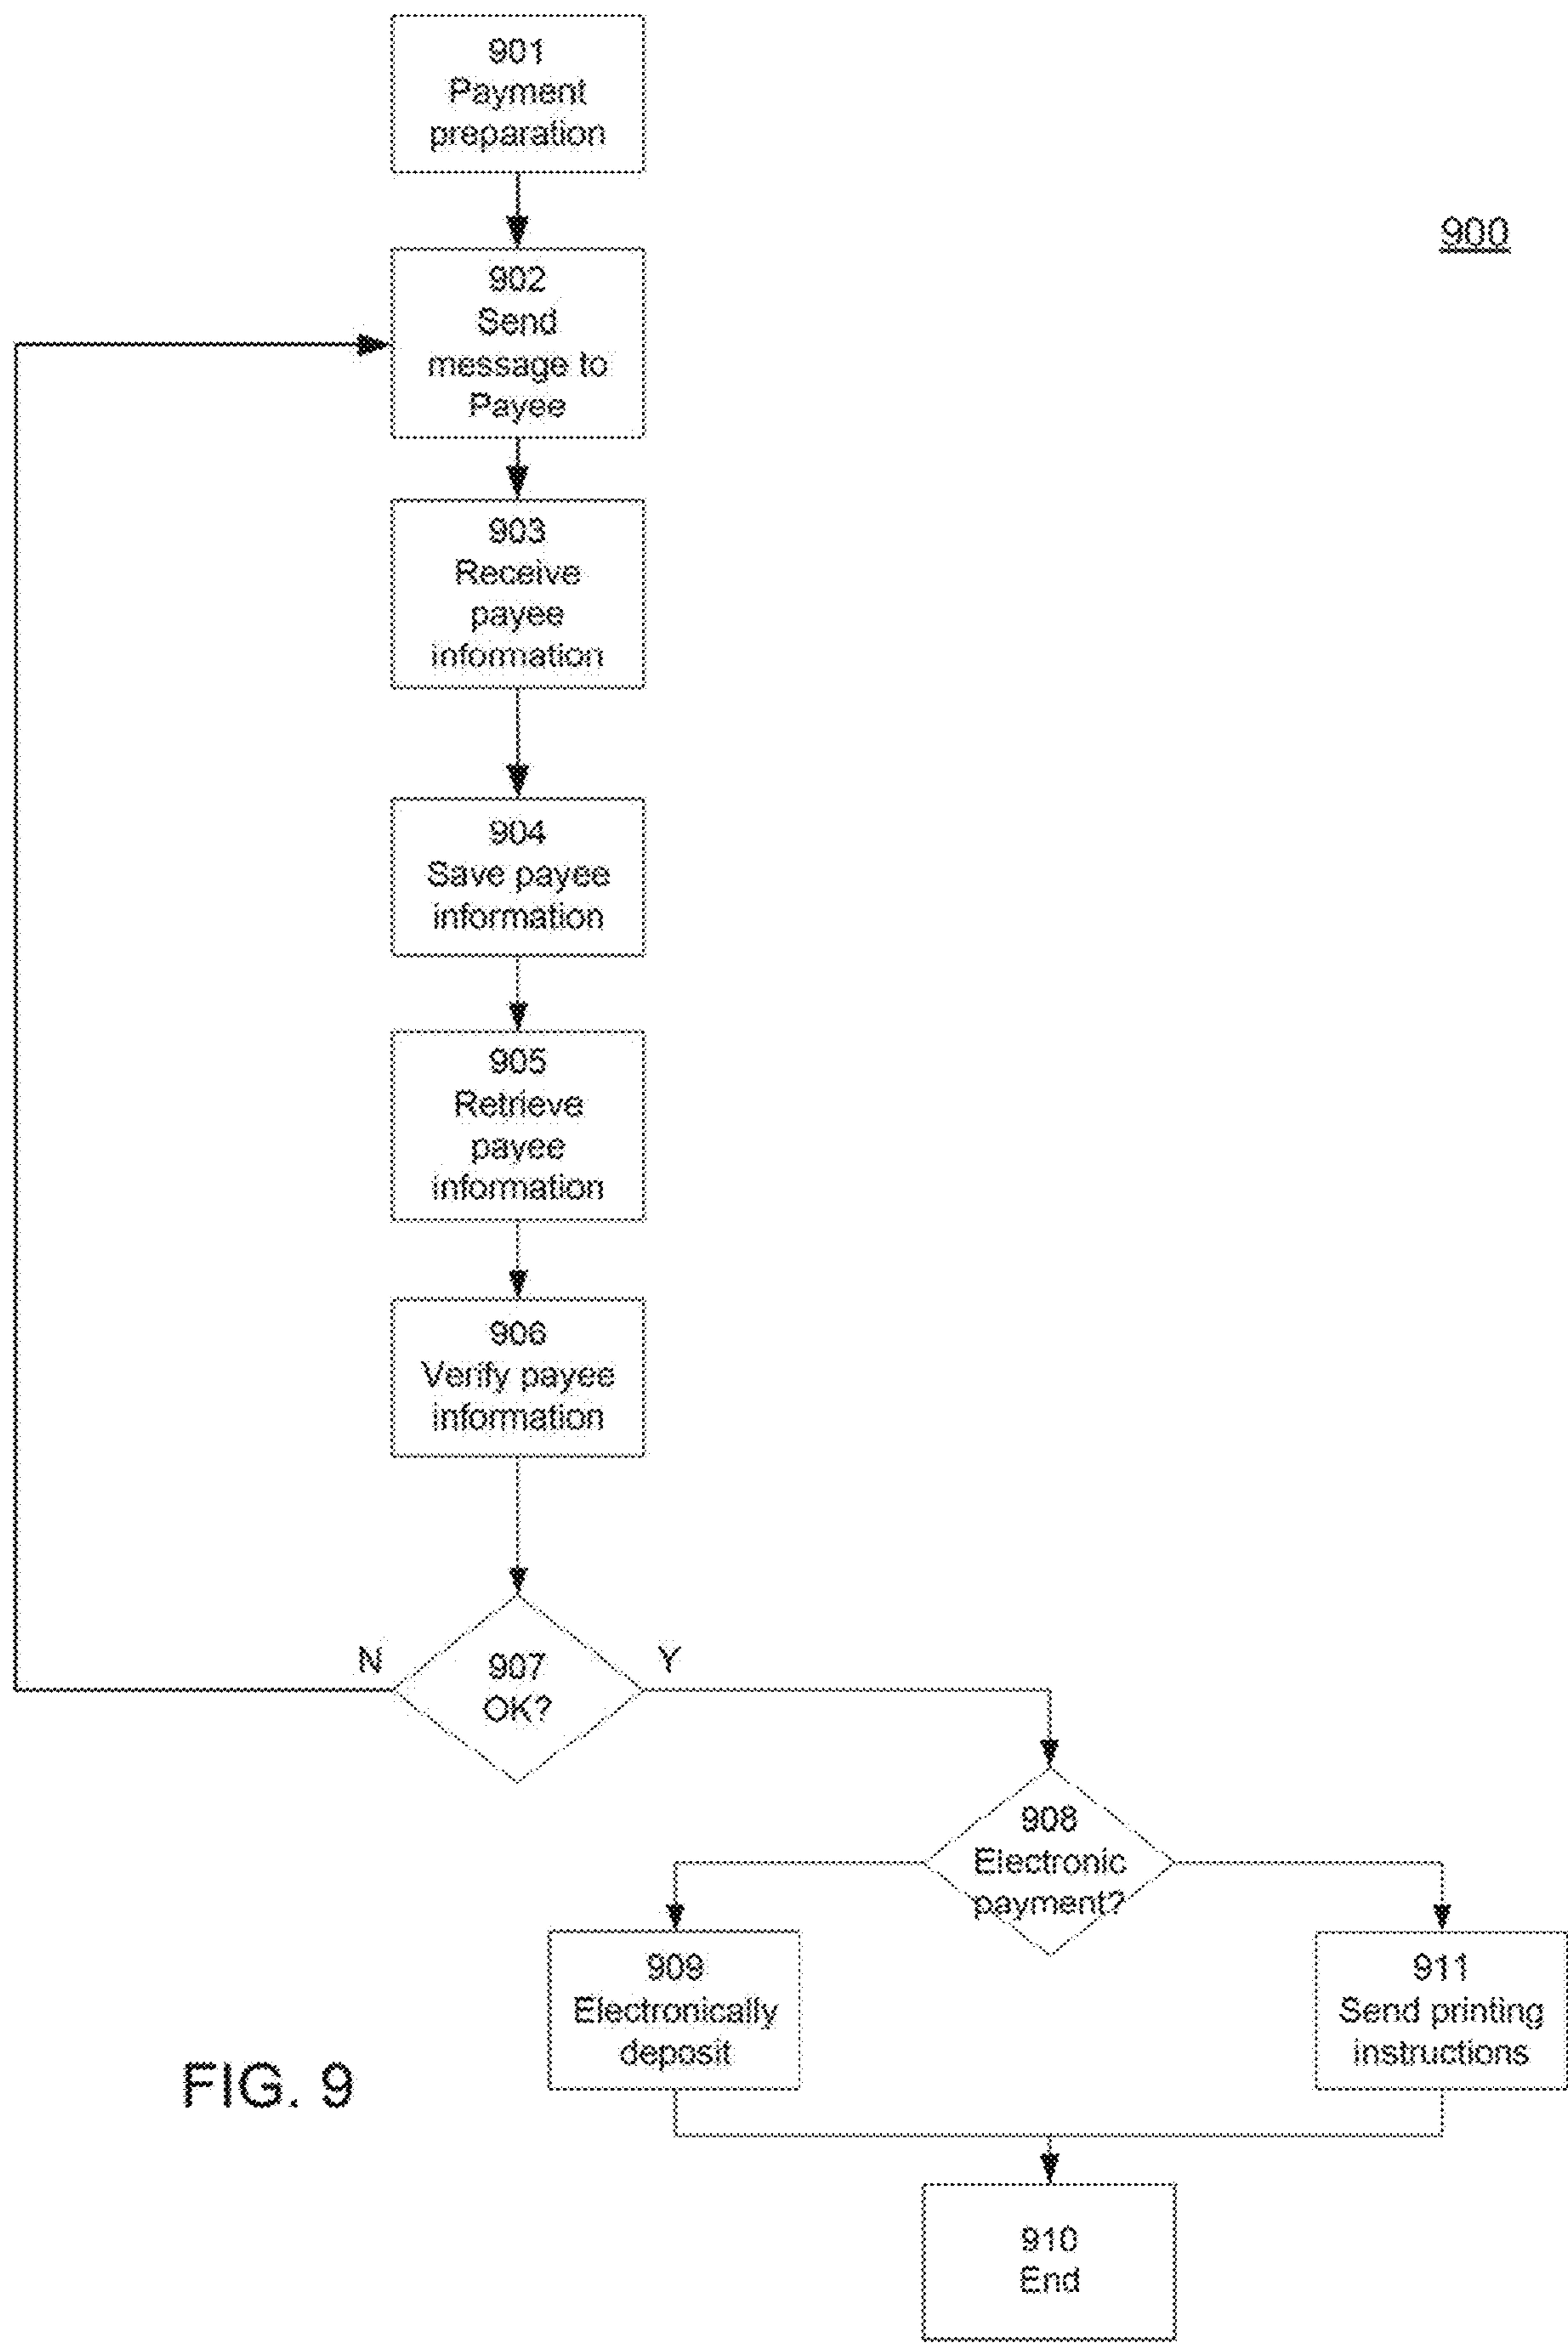 901
Payment
preparation
900
902
Send
message to
Payee
903
Receive
payee
information
904
Save payee
information
905
Retrieve
payee
information
906
Verify payee
information
N
907
OK?
Y
908
Electronic
payment?
909
Electronically
deposit
911
Send printing
instructions
FIG. 9
910
End